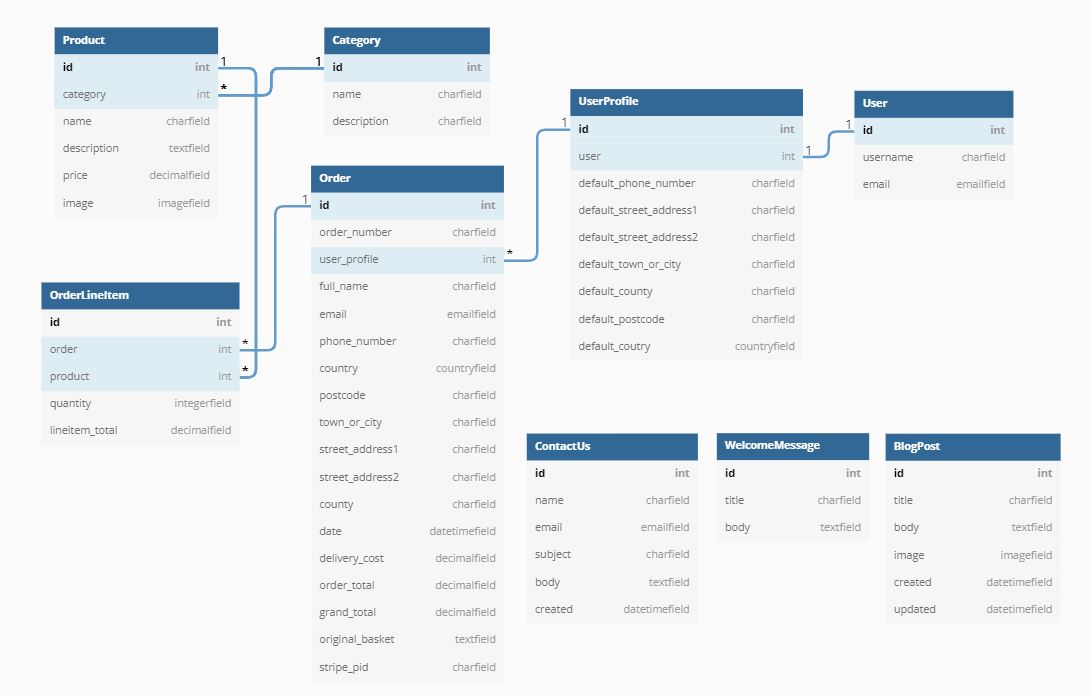 Product
id int
category int
name charfield
description textfield
price decimalfield
image imagefield
1
*
Category
1
id int
name charfield
description charfield
OrderLineItem
id int
order int
product int
quantity integerfield
lineitem_total decimalfield
*
*
Order
1
id int
order_number charfield
user_profile int
*
full_name charfield
email emailfield
phone_number charfield
country countryfield
postcode charfield
town_or_city charfield
street_address1 charfield
street_address2 charfield
county charfield
date datetimefield
delivery_cost decimalfield
order_total decimalfield
grand_total decimalfield
original_basket textfield
stripe_pid charfield
UserProfile
1
id int
user int
1
default_phone_number charfield
default_street_address1 charfield
default_street_address2 charfield
default_town_or_city charfield
default_county charfield
default_postcode charfield
default_coutry countryfield
User
1
id int
username charfield
email emailfield
ContactUs
id int
name charfield
email emailfield
subject charfield
body textfield
created datetimefield
WelcomeMessage
id int
title charfield
body textfield
BlogPost
id int
title charfield
body textfield
image imagefield
created datetimefield
updated datetimefield